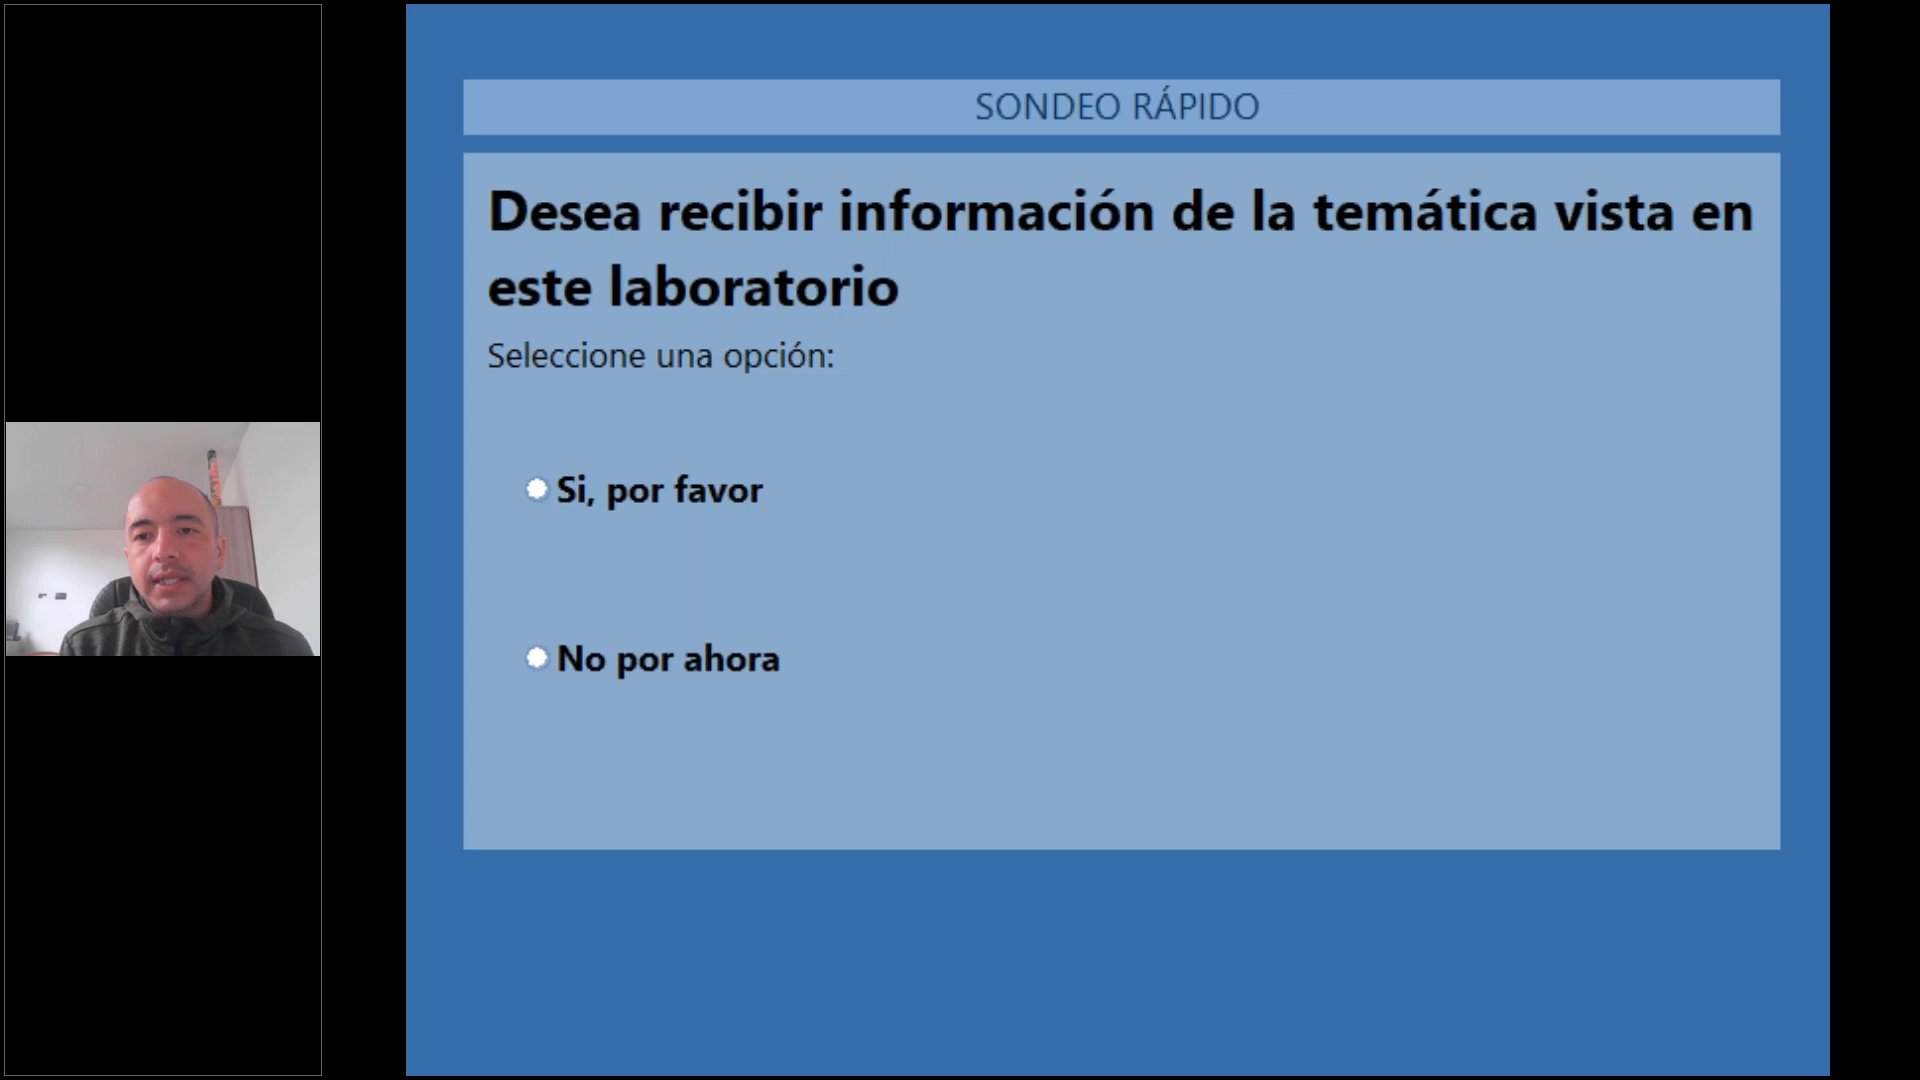 SONDEO RÁPIDO
Desea recibir información de la temática vista en
este laboratorio
Seleccione una opción:
Si, por favor
No por ahora